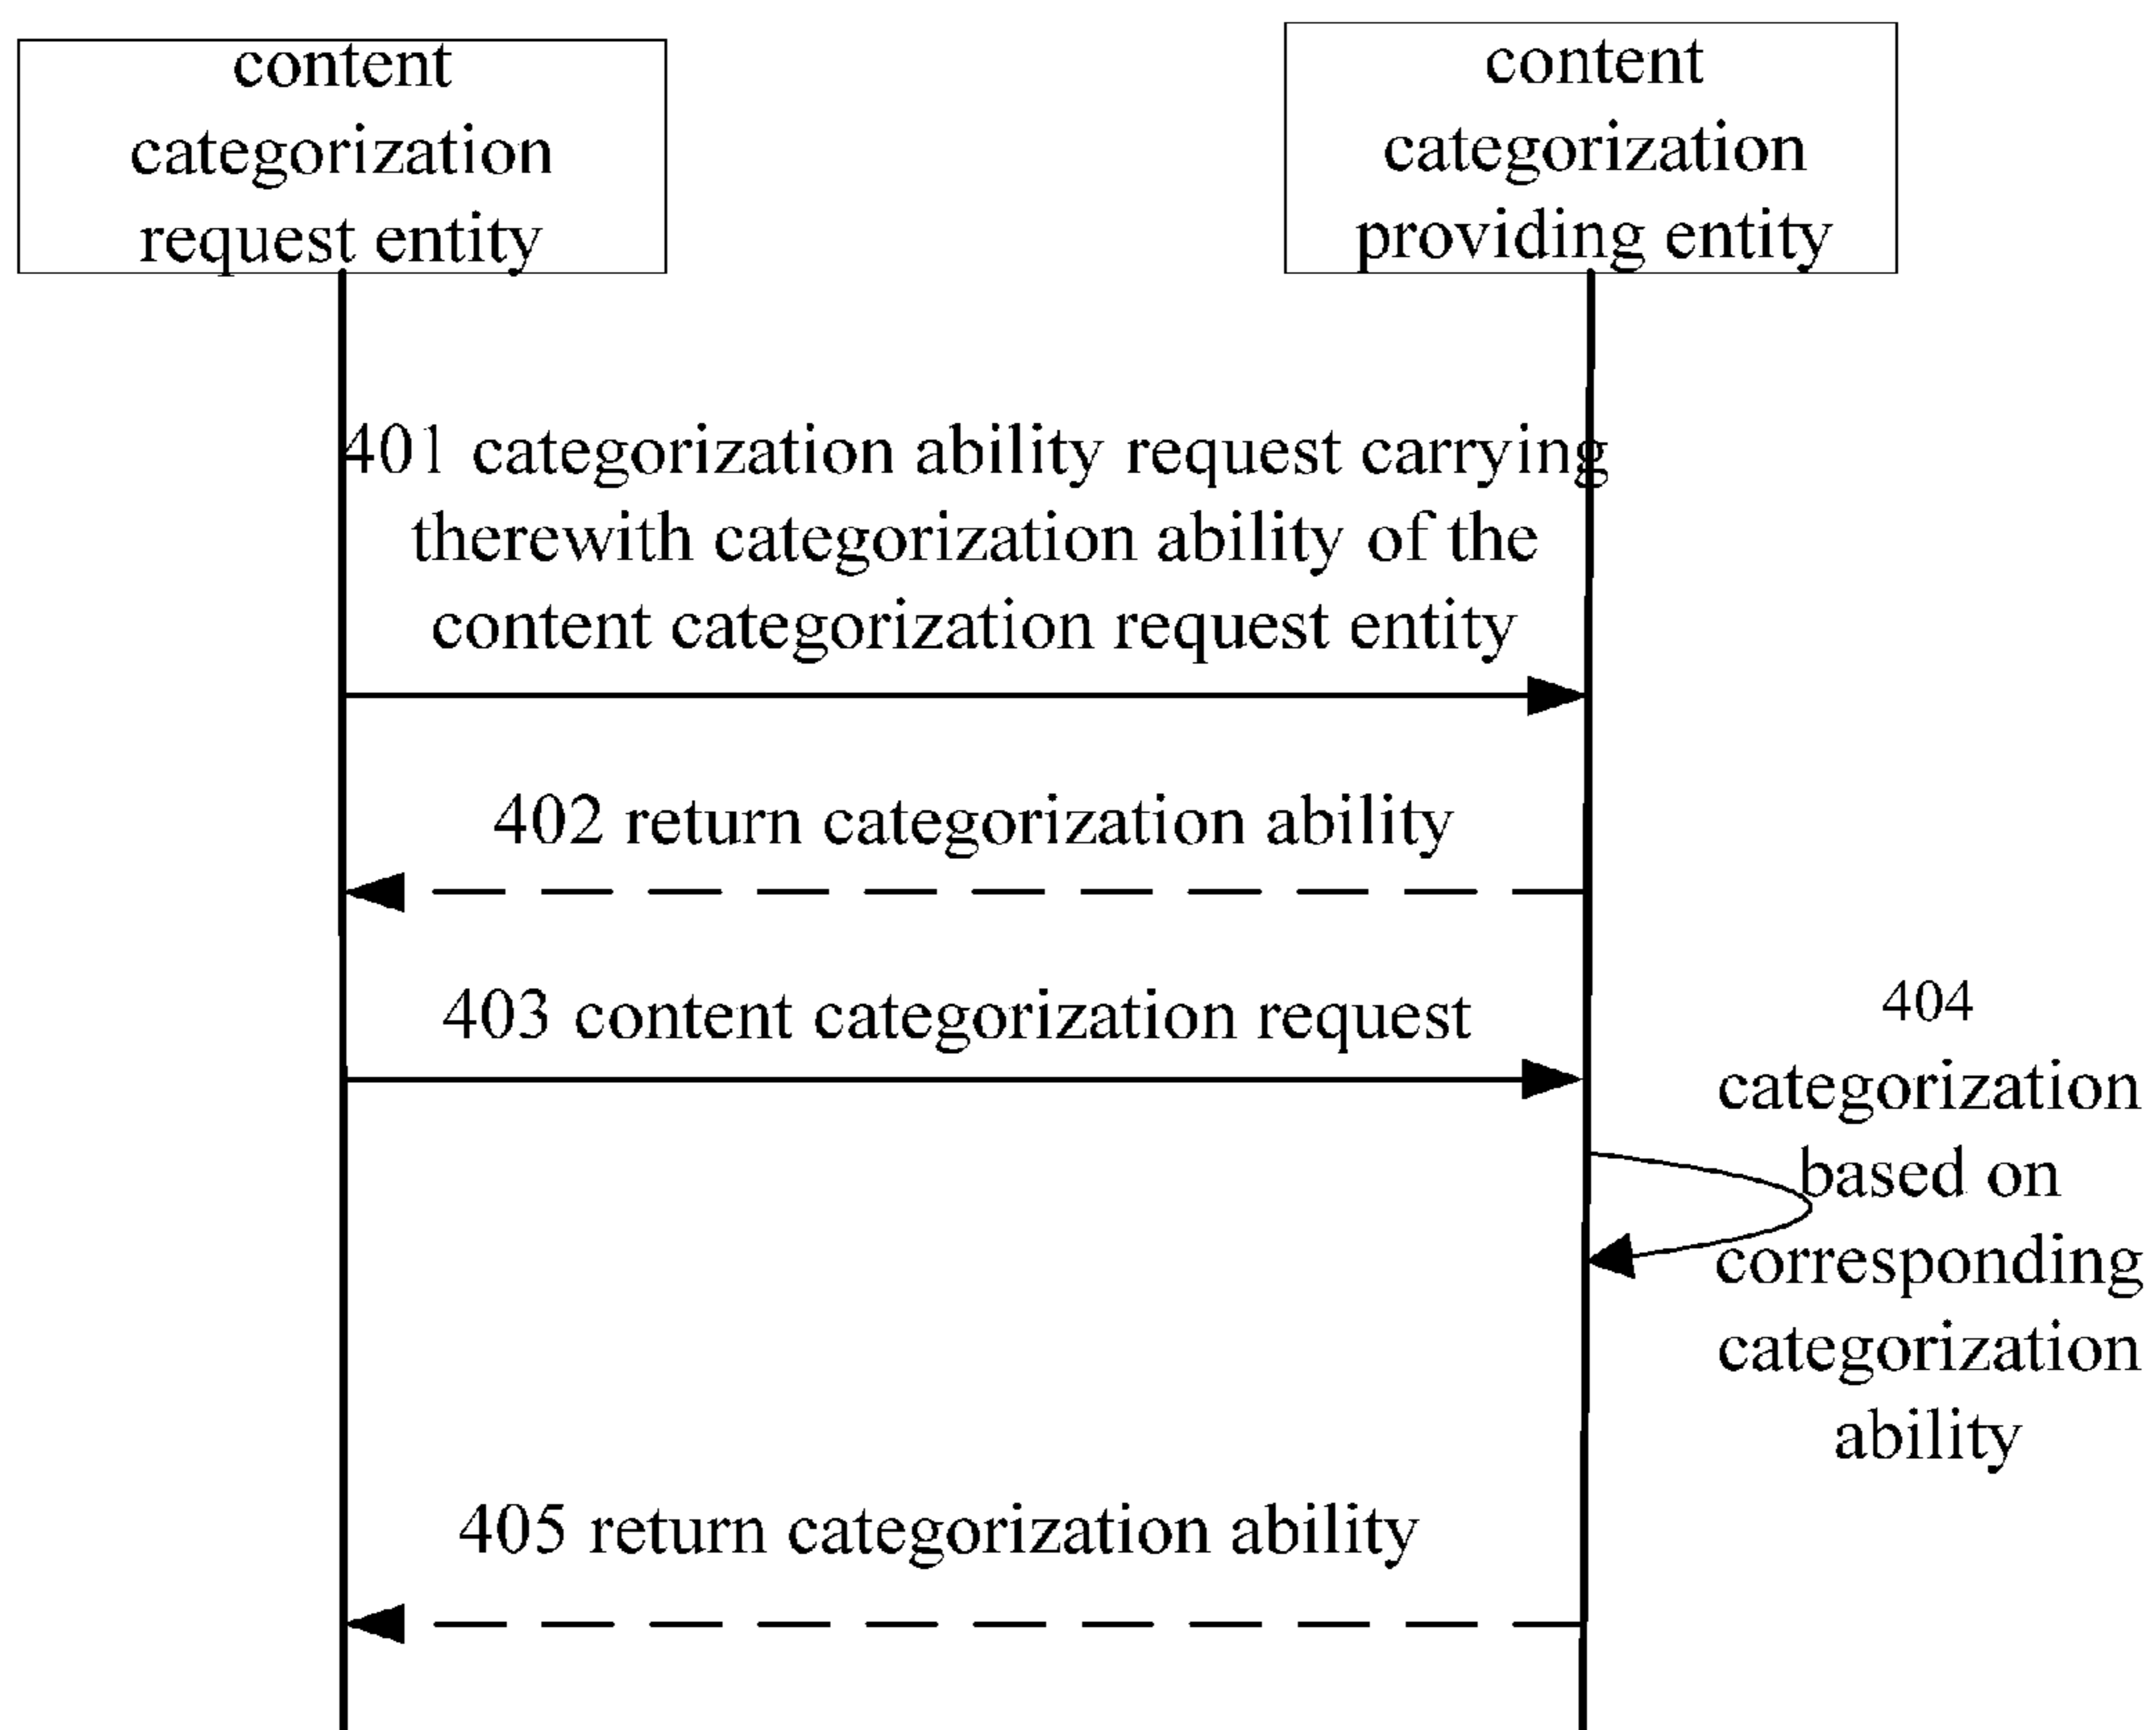 content
categorization
request entity
content
categorization
providing entity
401 categorization ability request carrying
therewith categorization ability of the
content categorization request entity
402 return categorization ability
403 content categorization request
404
categorization
based on
corresponding
categorization
ability
405 return categorization ability